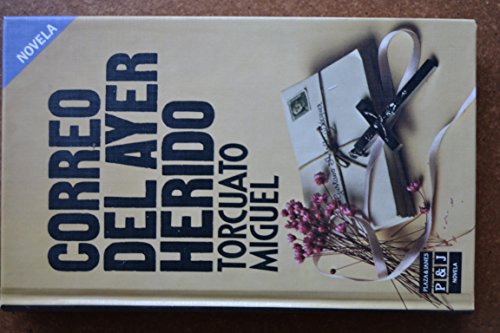 NOVELA
CORREO
DEL AYER
HERIDO
TORCUATO
MIGUEL
PLAZA & JANES
P&J
NOVELA